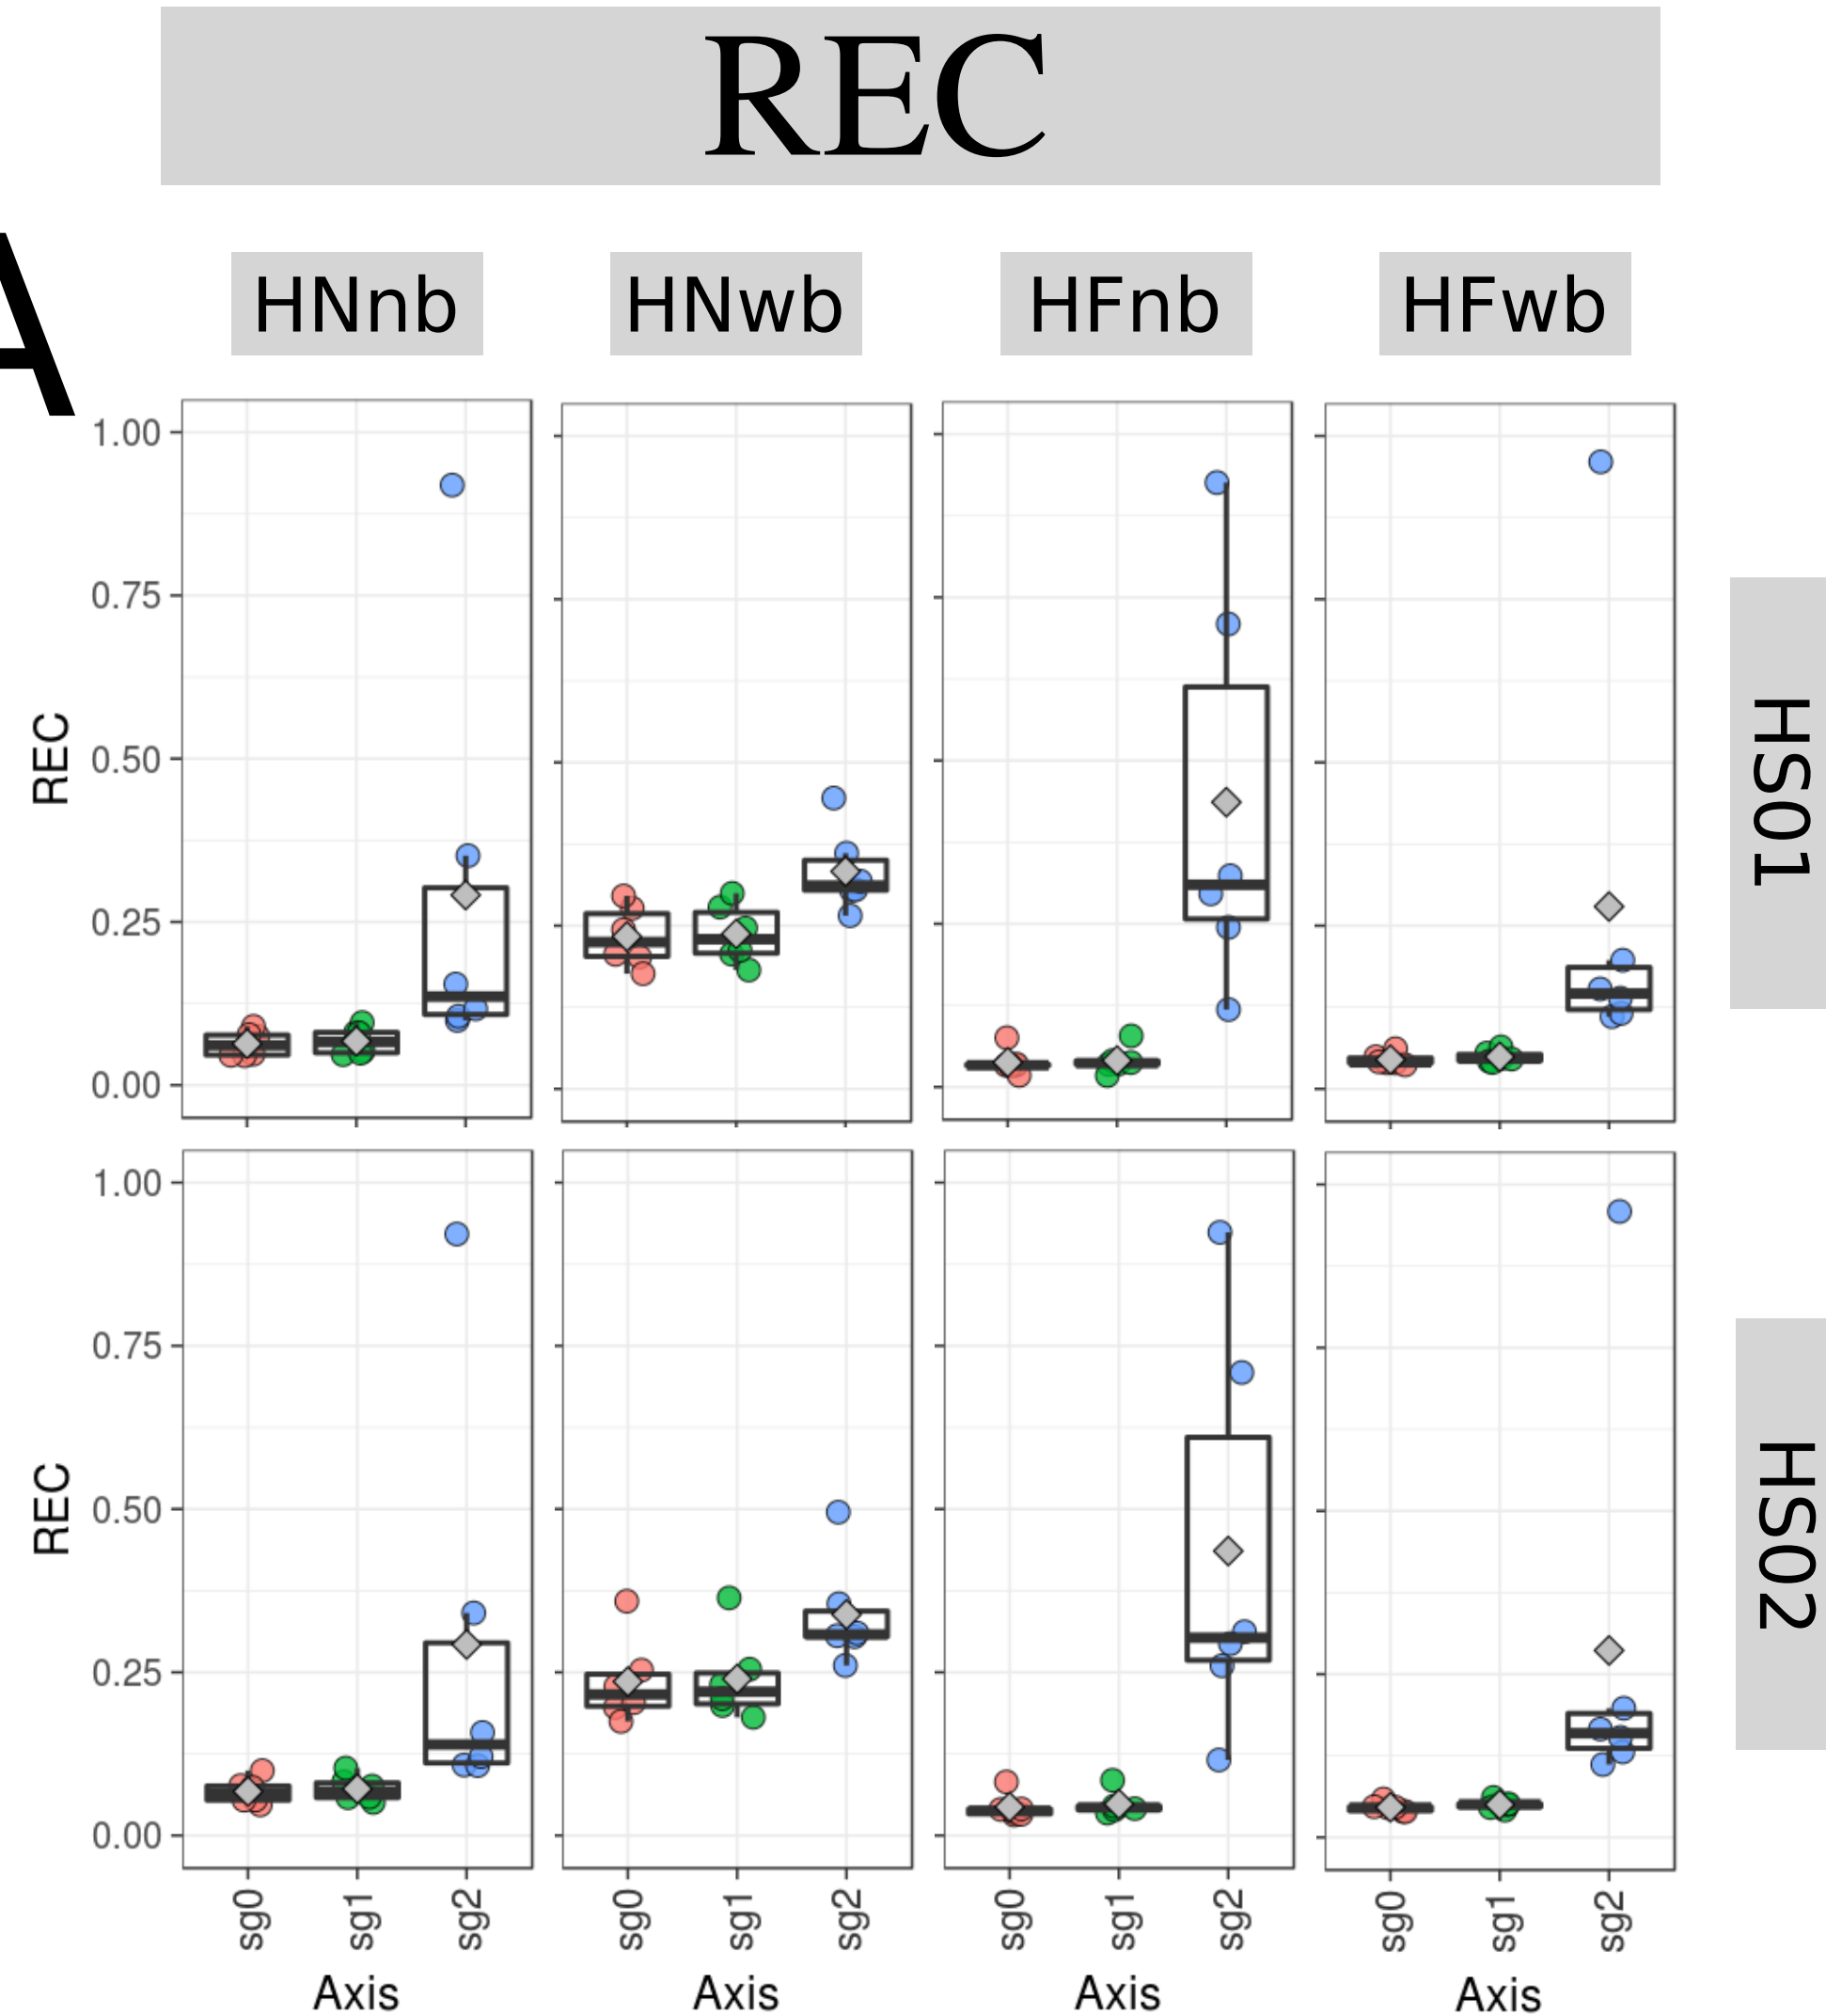 REC
A
HNnb HNwb HFnb HFwb
1.00
0.75
0.50
0.25
0.00
REC
HS01
1.00
0.75
0.50
0.25
0.00
REC
HS02
sg0 sg1 sg2 sg0 sg1 sg2 sg0 sg1 sg2 sg0 sg1 sg2
Axis Axis Axis Axis